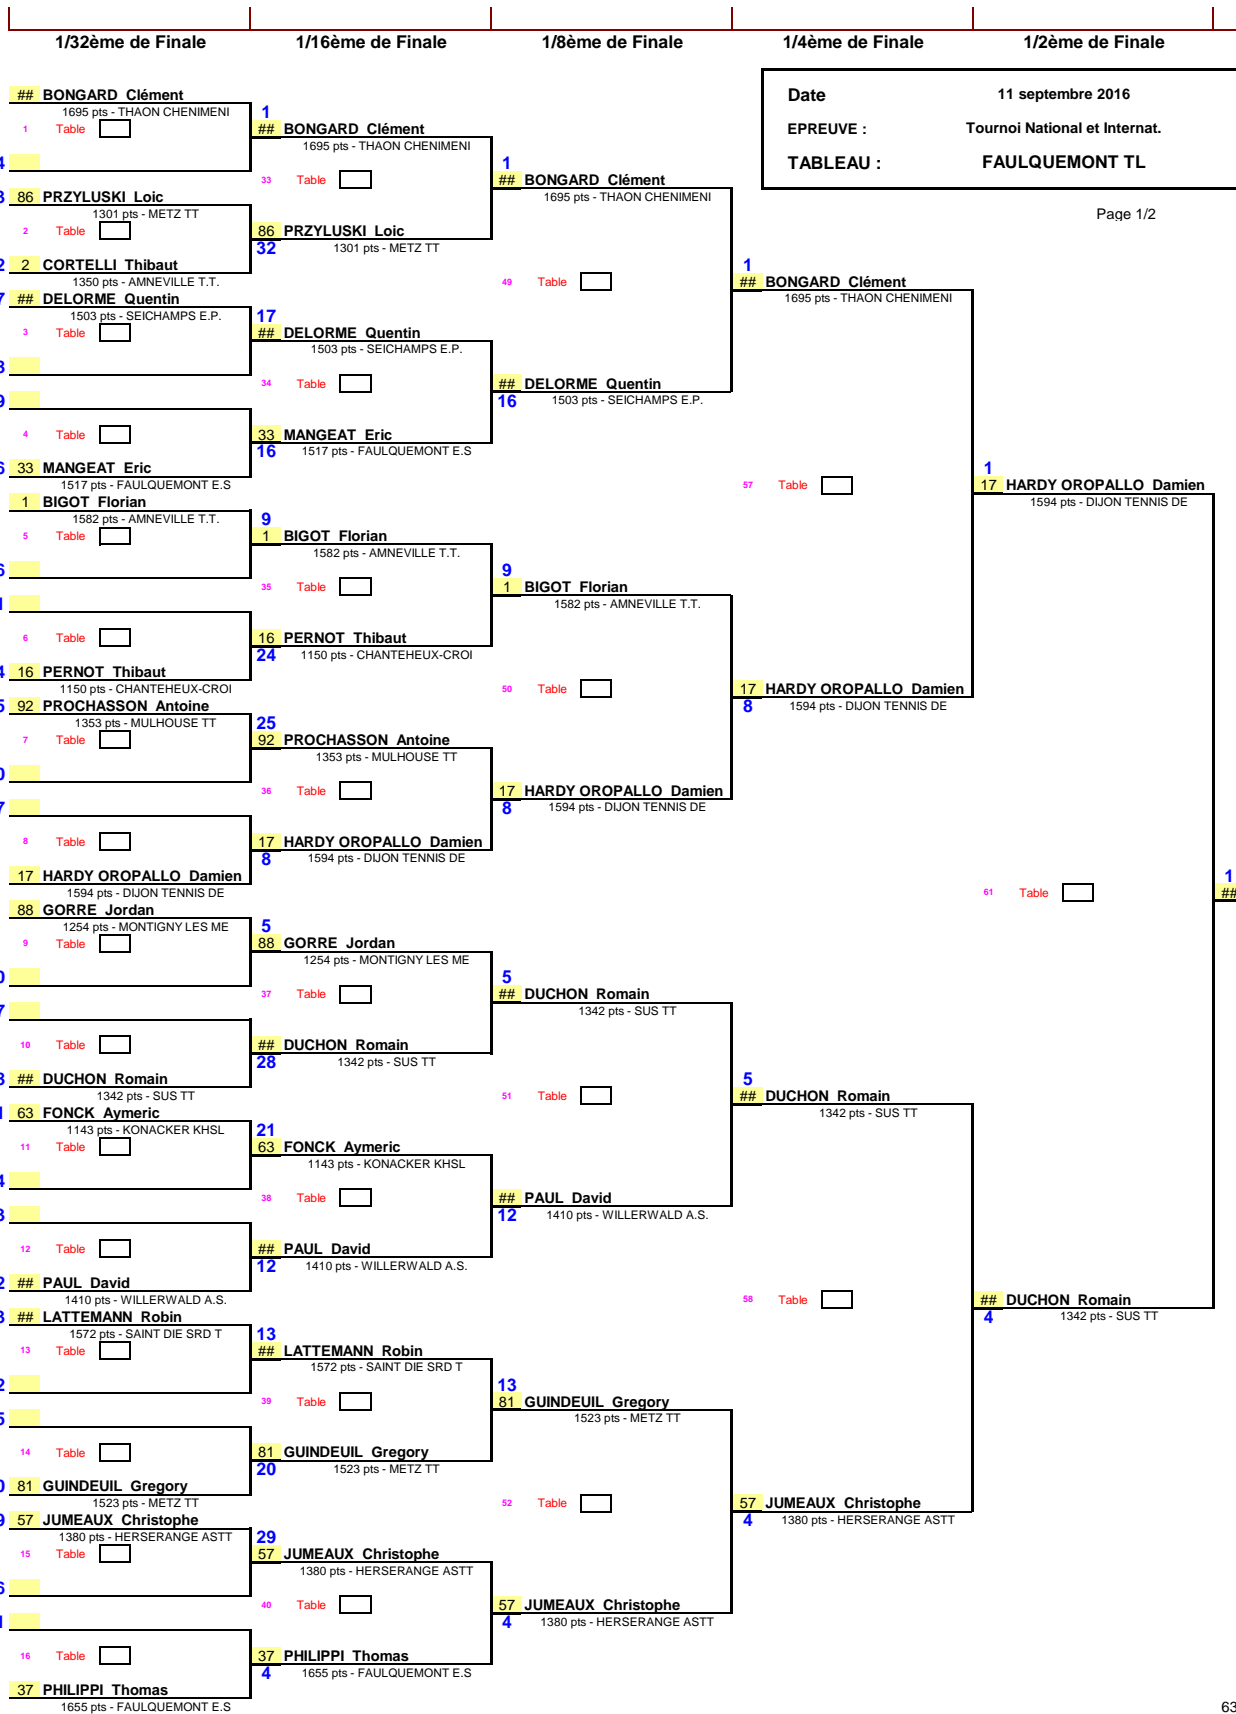 1/32ème de Finale 1/16ème de Finale 1/8ème de Finale 1/4ème de Finale 1/2ème de Finale
Date 11 septembre 2016
EPREUVE : Tournoi National et Internat.
TABLEAU : FAULQUEMONT TL
Page 1/2
## BONGARD Clément
1695 pts - THAON CHENIMENI
1 Table
86 PRZYLUSKI Loic
1301 pts - METZ TT
2 Table
2 CORTELLI Thibaut
1350 pts - AMNEVILLE T.T.
## DELORME Quentin
1503 pts - SEICHAMPS E.P.
3 Table
4 Table
33 MANGEAT Eric
1517 pts - FAULQUEMONT E.S
1 BIGOT Florian
1582 pts - AMNEVILLE T.T.
5 Table
6 Table
16 PERNOT Thibaut
1150 pts - CHANTEHEUX-CROI
92 PROCHASSON Antoine
1353 pts - MULHOUSE TT
7 Table
8 Table
17 HARDY OROPALLO Damien
1594 pts - DIJON TENNIS DE
88 GORRE Jordan
1254 pts - MONTIGNY LES ME
9 Table
10 Table
## DUCHON Romain
1342 pts - SUS TT
63 FONCK Aymeric
1143 pts - KONACKER KHSL
11 Table
12 Table
## PAUL David
1410 pts - WILLERWALD A.S.
## LATTEMANN Robin
1572 pts - SAINT DIE SRD T
13 Table
14 Table
81 GUINDEUIL Gregory
1523 pts - METZ TT
57 JUMEAUX Christophe
1380 pts - HERSERANGE ASTT
15 Table
16 Table
37 PHILIPPI Thomas
1655 pts - FAULQUEMONT E.S
1
## BONGARD Clément
1695 pts - THAON CHENIMENI
33 Table
86 PRZYLUSKI Loic
32 1301 pts - METZ TT
17
## DELORME Quentin
1503 pts - SEICHAMPS E.P.
34 Table
33 MANGEAT Eric
16 1517 pts - FAULQUEMONT E.S
9
1 BIGOT Florian
1582 pts - AMNEVILLE T.T.
35 Table
16 PERNOT Thibaut
24 1150 pts - CHANTEHEUX-CROI
25
92 PROCHASSON Antoine
1353 pts - MULHOUSE TT
36 Table
17 HARDY OROPALLO Damien
8 1594 pts - DIJON TENNIS DE
5
88 GORRE Jordan
1254 pts - MONTIGNY LES ME
37 Table
## DUCHON Romain
28 1342 pts - SUS TT
21
63 FONCK Aymeric
1143 pts - KONACKER KHSL
38 Table
## PAUL David
12 1410 pts - WILLERWALD A.S.
13
## LATTEMANN Robin
1572 pts - SAINT DIE SRD T
39 Table
81 GUINDEUIL Gregory
20 1523 pts - METZ TT
29
57 JUMEAUX Christophe
1380 pts - HERSERANGE ASTT
40 Table
37 PHILIPPI Thomas
4 1655 pts - FAULQUEMONT E.S
1
## BONGARD Clément
1695 pts - THAON CHENIMENI
49 Table
## DELORME Quentin
16 1503 pts - SEICHAMPS E.P.
9
1 BIGOT Florian
1582 pts - AMNEVILLE T.T.
50 Table
17 HARDY OROPALLO Damien
8 1594 pts - DIJON TENNIS DE
5
## DUCHON Romain
1342 pts - SUS TT
51 Table
## PAUL David
12 1410 pts - WILLERWALD A.S.
13
81 GUINDEUIL Gregory
1523 pts - METZ TT
52 Table
57 JUMEAUX Christophe
4 1380 pts - HERSERANGE ASTT
1
## BONGARD Clément
1695 pts - THAON CHENIMENI
57 Table
17 HARDY OROPALLO Damien
8 1594 pts - DIJON TENNIS DE
5
## DUCHON Romain
1342 pts - SUS TT
58 Table
57 JUMEAUX Christophe
4 1380 pts - HERSERANGE ASTT
1
17 HARDY OROPALLO Damien
1594 pts - DIJON TENNIS DE
61 Table
## DUCHON Romain
4 1342 pts - SUS TT
1
##
63